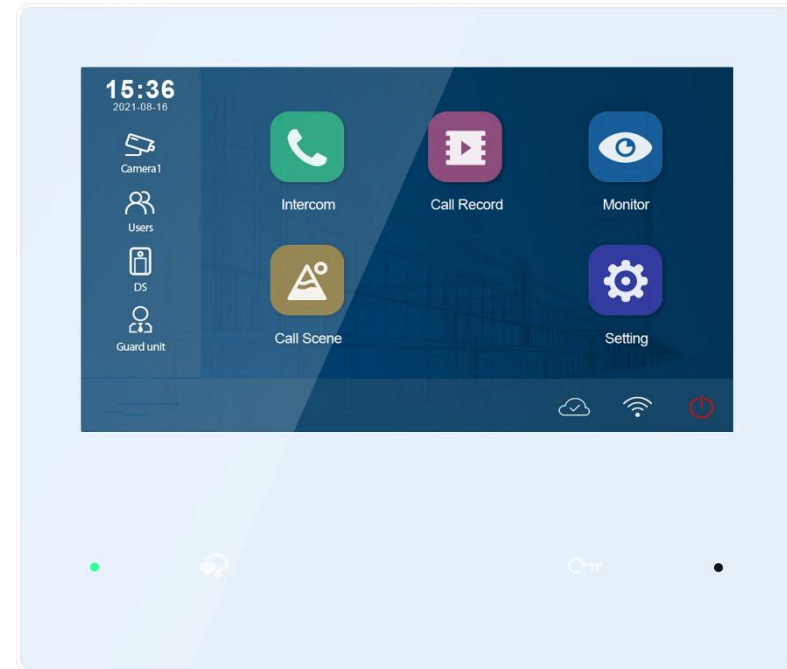 15:36
2021-08-16
Camera1
Users
DS
Guard unit
Intercom
Call Record
Monitor
Call Scene
Setting